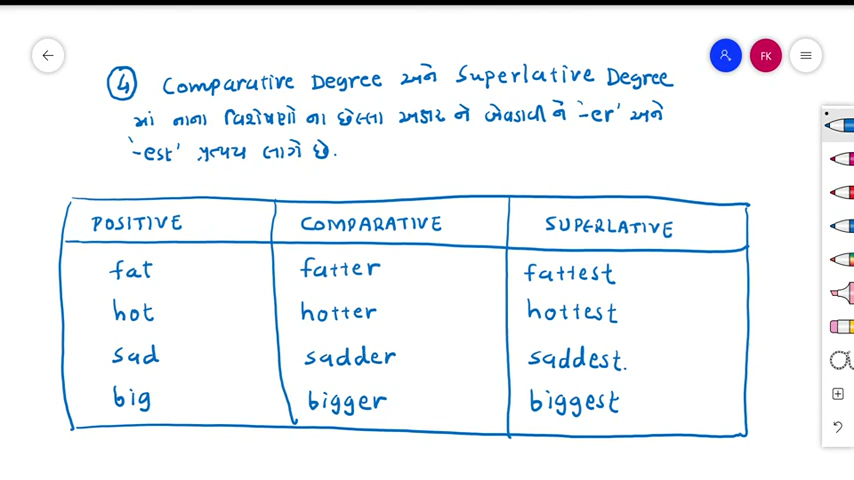 FK
④ Comparative Degree અને Superlative Degree
માં નાના વિશેષણો ના છેલ્લા અક્ષર ને બેવડાવી ને '-er' અને
'-est' પ્રત્યય લાગે છે.
POSITIVE COMPARATIVE SUPERLATIVE
fat fatter fattest
hot hotter hottest
sad sadder saddest.
big bigger biggest